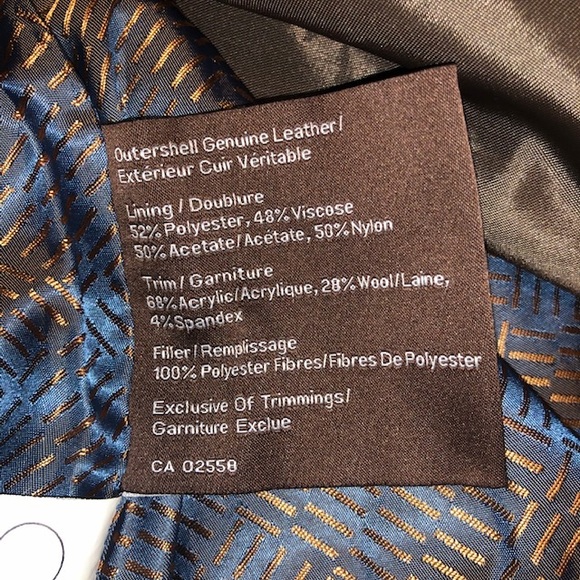 Outershell Genuine Leather/
Extérieur Cuir Véritable
Lining / Doublure
52% Polyester, 48% Viscose
50% Acetate/Acétate, 50% Nylon
Trim / Garniture
68% Acrylic/Acrylique, 28% Wool/Laine,
4% Spandex
Filler / Remplissage
100% Polyester Fibres/Fibres De Polyester
Exclusive Of Trimmings/
Garniture Exclue
CA 02558